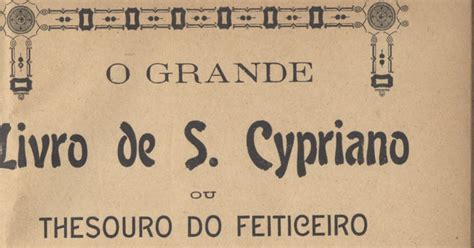 O GRANDE
Livro de S. Cypriano
OU
THESOURO DO FEITICEIRO